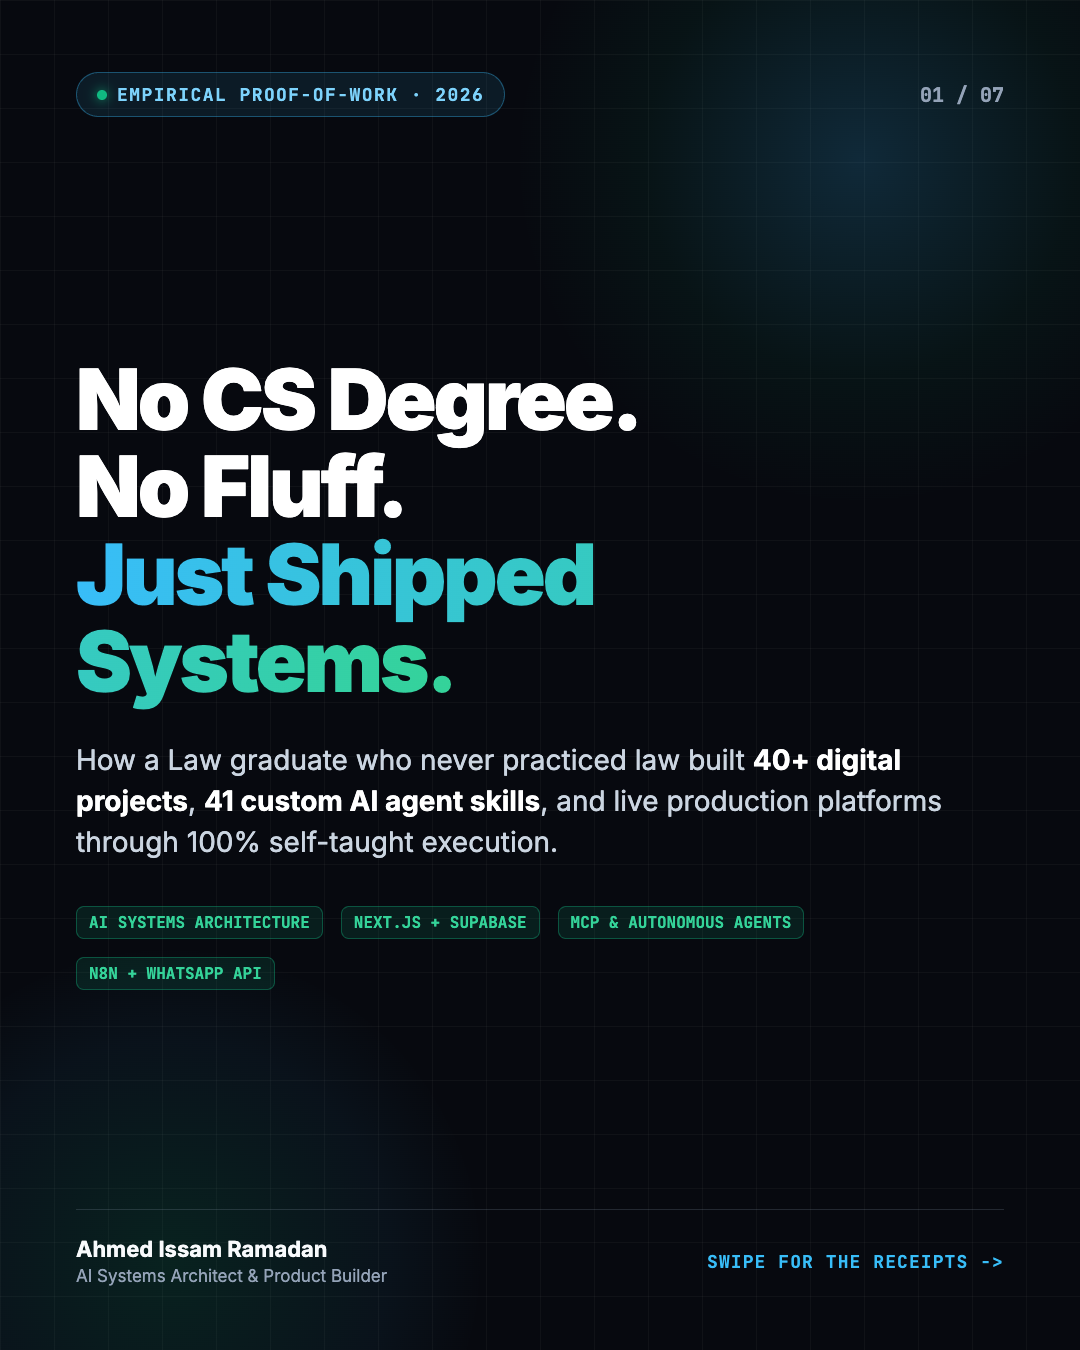 EMPIRICAL PROOF-OF-WORK · 2026
01 / 07
No CS Degree.
No Fluff.
Just Shipped
Systems.
How a Law graduate who never practiced law built 40+ digital
projects, 41 custom AI agent skills, and live production platforms
through 100% self-taught execution.
AI SYSTEMS ARCHITECTURE
NEXT.JS + SUPABASE
MCP & AUTONOMOUS AGENTS
N8N + WHATSAPP API
Ahmed Issam Ramadan
AI Systems Architect & Product Builder
SWIPE FOR THE RECEIPTS ->